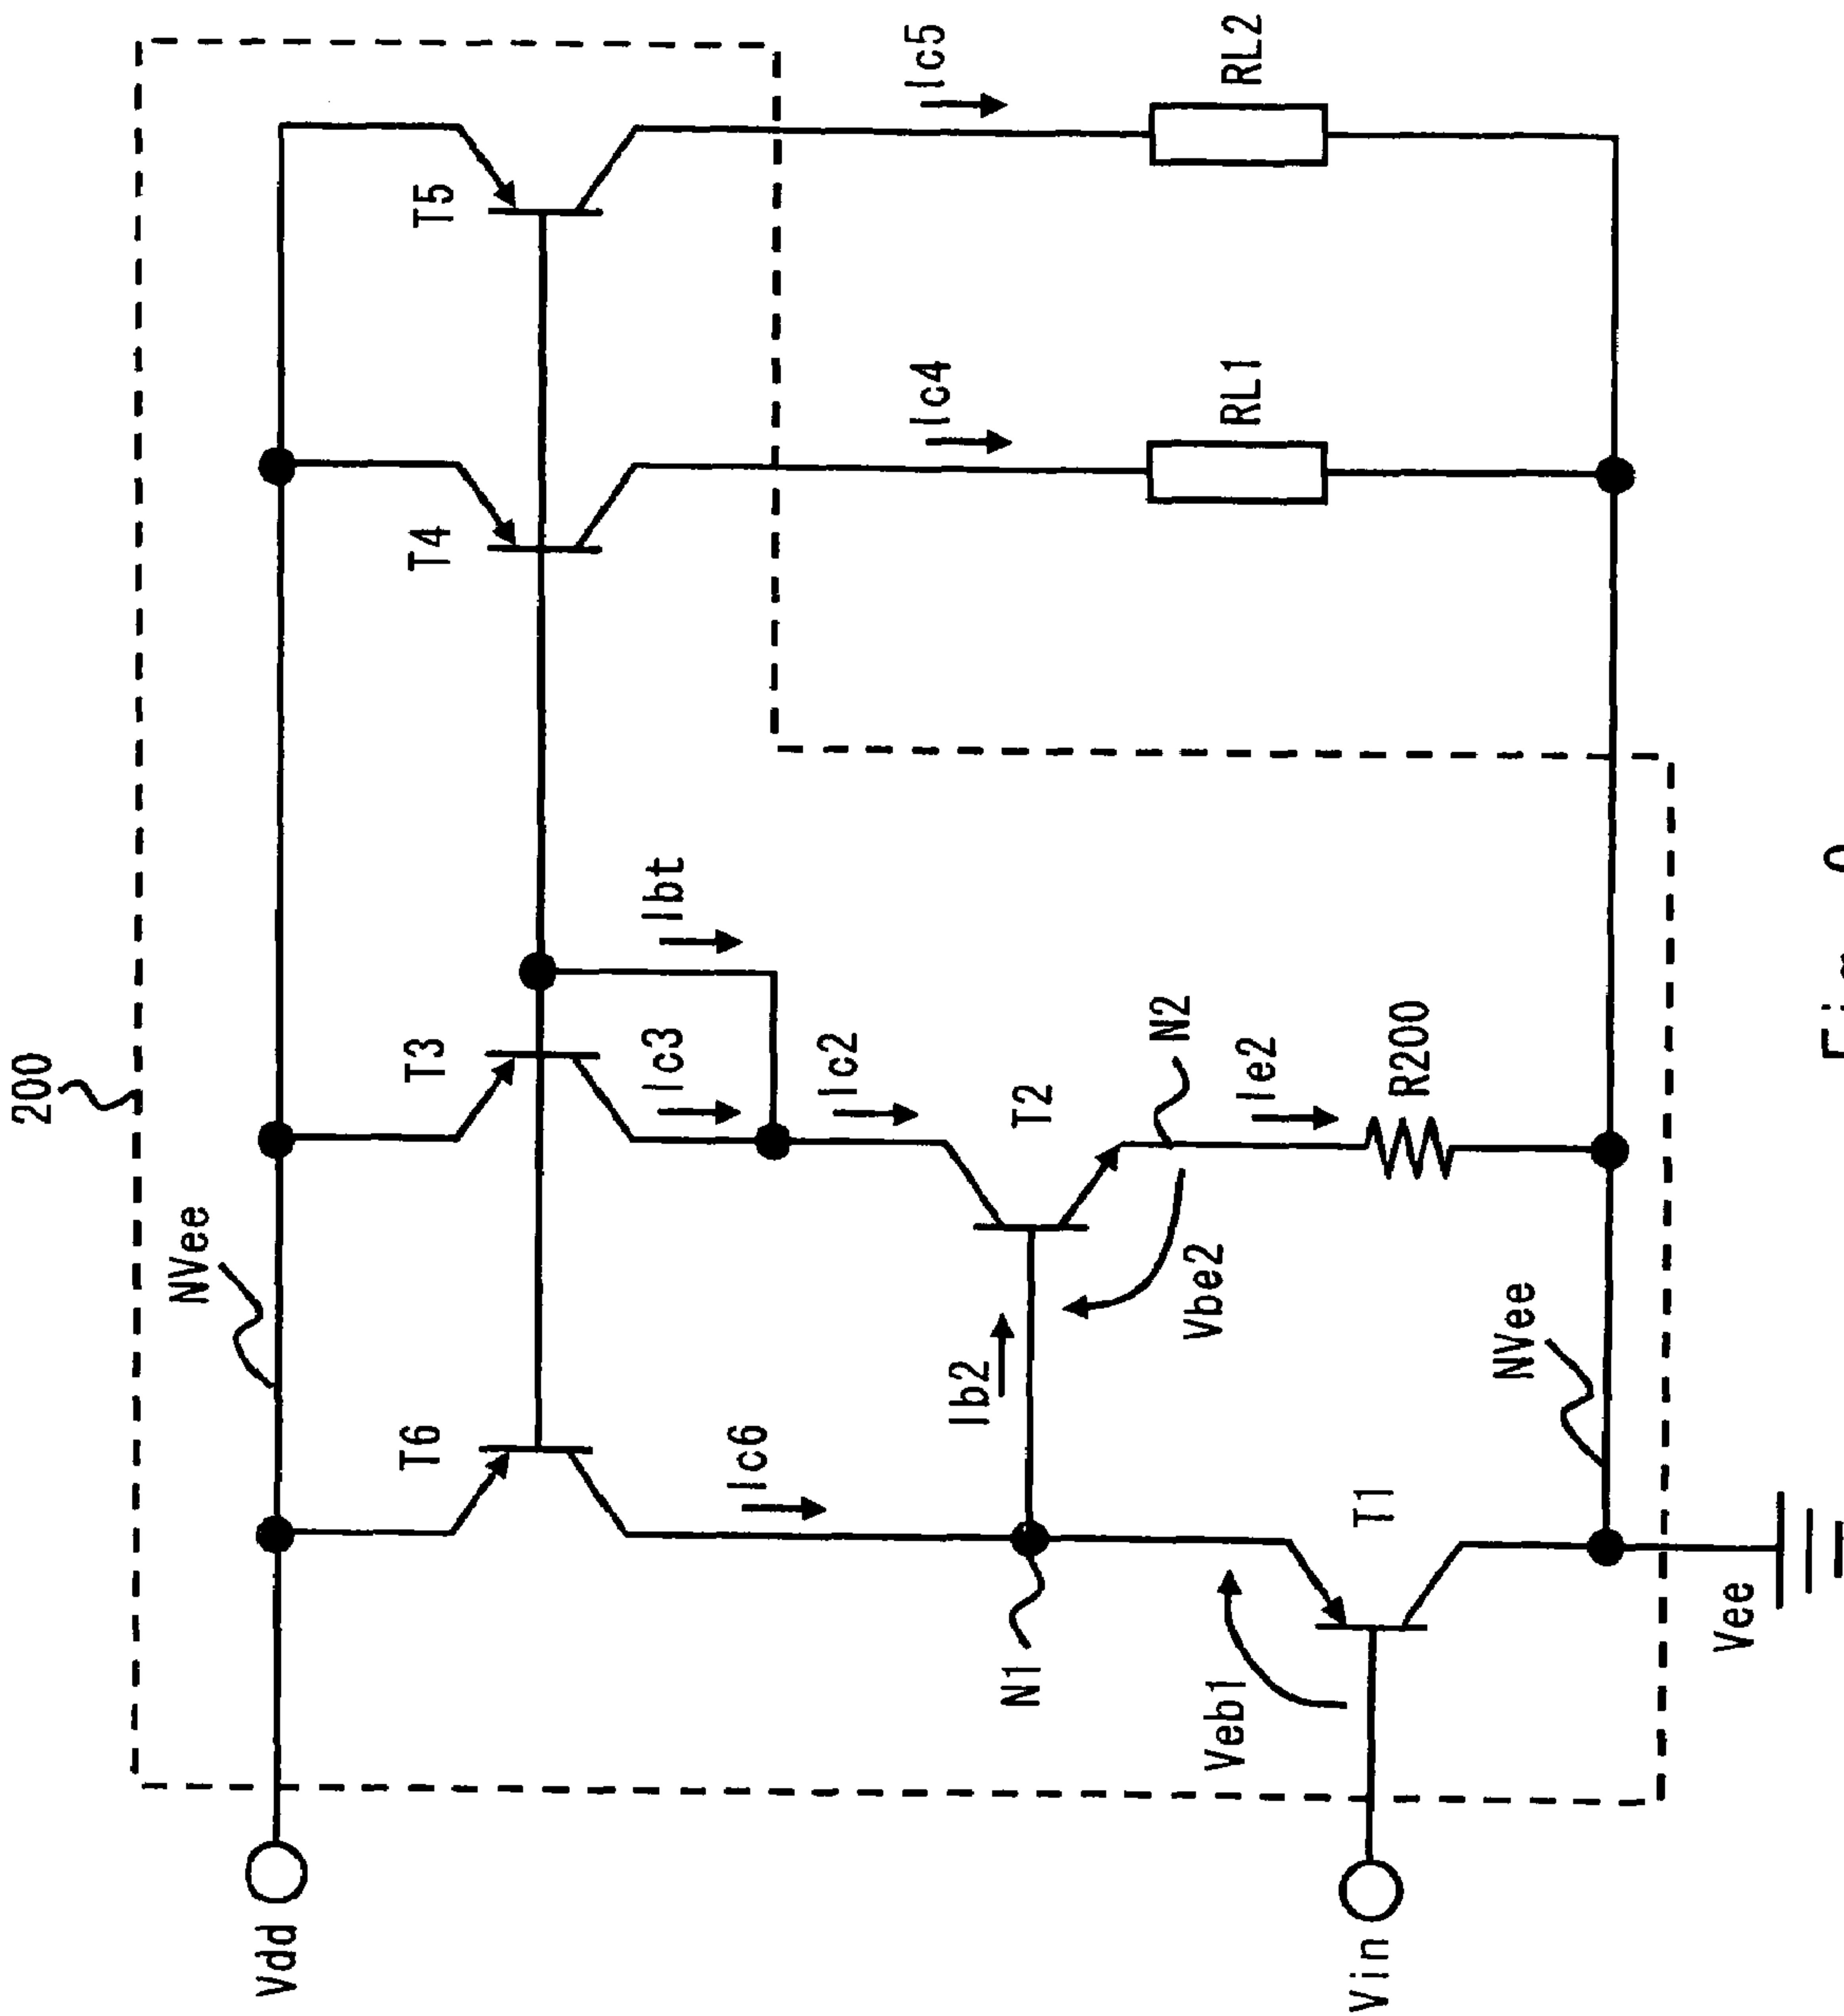 200
NVee
Vdd
T6
T3
T4
T5
Ic3
Ibt
Ic6
Ic2
Ic4
Ic5
Ib2
N1
T2
N2
Vbe2
Veb1
RL1
RL2
Ie2
Vin
T1
R200
NVee
Vee